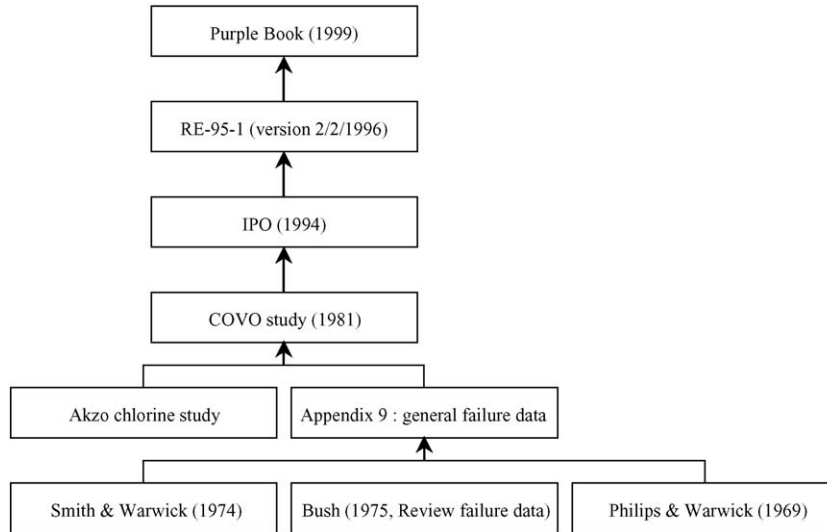 Purple Book (1999)
RE-95-1 (version 2/2/1996)
IPO (1994)
COVO study (1981)
Akzo chlorine study
Appendix 9 : general failure data
Smith & Warwick (1974)
Bush (1975, Review failure data)
Philips & Warwick (1969)